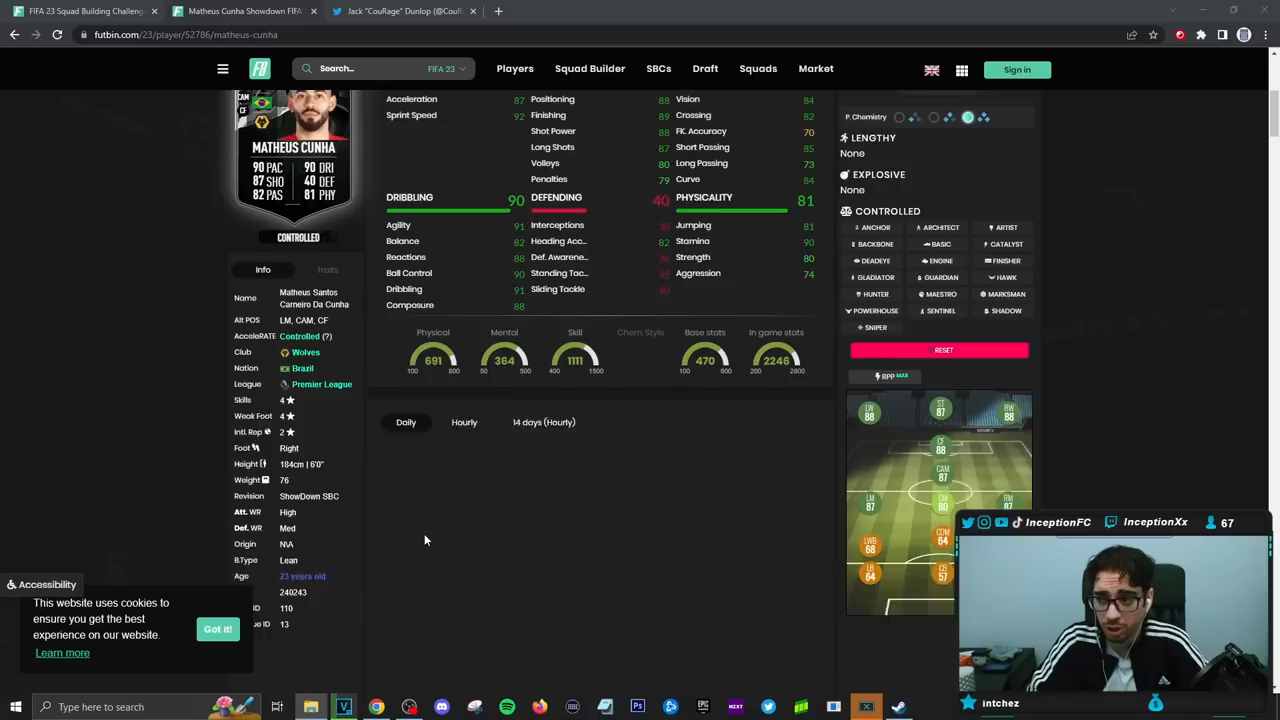 FIFA 23 Squad Building Challeng
Matheus Cunha Showdown FIFA
Jack "CouRage" Dunlop (@CouR
futbin.com/23/player/52786/matheus-cunha
Search...
FIFA 23
Players
Squad Builder
SBCs
Draft
Squads
Market
Sign in
CAM
CF
MATHEUS CUNHA
90 PAC
90 DRI
87 SHO
40 DEF
82 PAS
81 PHY
CONTROLLED
Acceleration 87
Sprint Speed 92
Positioning 88
Finishing 89
Shot Power 88
Long Shots 87
Volleys 80
Penalties 79
Vision 84
Crossing 82
FK. Accuracy 70
Short Passing 85
Long Passing 73
Curve 84
DRIBBLING 90
Agility 91
Balance 82
Reactions 88
Ball Control 90
Dribbling 91
Composure 88
DEFENDING 40
Interceptions 30
Heading Acc... 82
Def. Awarene...
Standing Tac...
Sliding Tackle 40
PHYSICALITY 81
Jumping 81
Stamina 90
Strength 80
Aggression 74
Physical
691
100 800
Mental
364
50 500
Skill
1111
400 1500
Chem. Style
Base stats
470
100 600
In game stats
2246
200 2800
Daily
Hourly
14 days (Hourly)
Info
Traits
Name Matheus Santos
Carneiro Da Cunha
Alt POS LM, CAM, CF
AcceleRATE Controlled (?)
Club Wolves
Nation Brazil
League Premier League
Skills 4
Weak Foot 4
Intl. Rep 2
Foot Right
Height 184cm | 6'0"
Weight 76
Revision ShowDown SBC
Att. WR High
Def. WR Med
Origin N\A
B.Type Lean
Age 23 years old
240243
ID 110
ID 13
P. Chemistry
LENGTHY
None
EXPLOSIVE
None
CONTROLLED
ANCHOR ARCHITECT ARTIST
BACKBONE BASIC CATALYST
DEADEYE ENGINE FINISHER
GLADIATOR GUARDIAN HAWK
HUNTER MAESTRO MARKSMAN
POWERHOUSE SENTINEL SHADOW
SNIPER
RESET
RPP MAX
LW
88
ST
87
RW
88
CF
88
CAM
87
LM
87
CM
80
RM
87
LWB
68
CDM
64
LB
64
CB
57
Accessibility
This website uses cookies to
ensure you get the best
experience on our website.
Learn more
Got it!
InceptionFC
InceptionXx
67
intchez
Type here to search